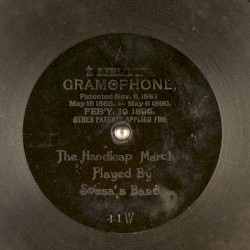 GRAMOPHONE,
Patented Nov. 8, 1887
May 15 1888. — May 6 1890.
FEB'Y. 19 1895.
OTHER PATENTS APPLIED FOR
The Handicap March
Played By
Sousa's Band